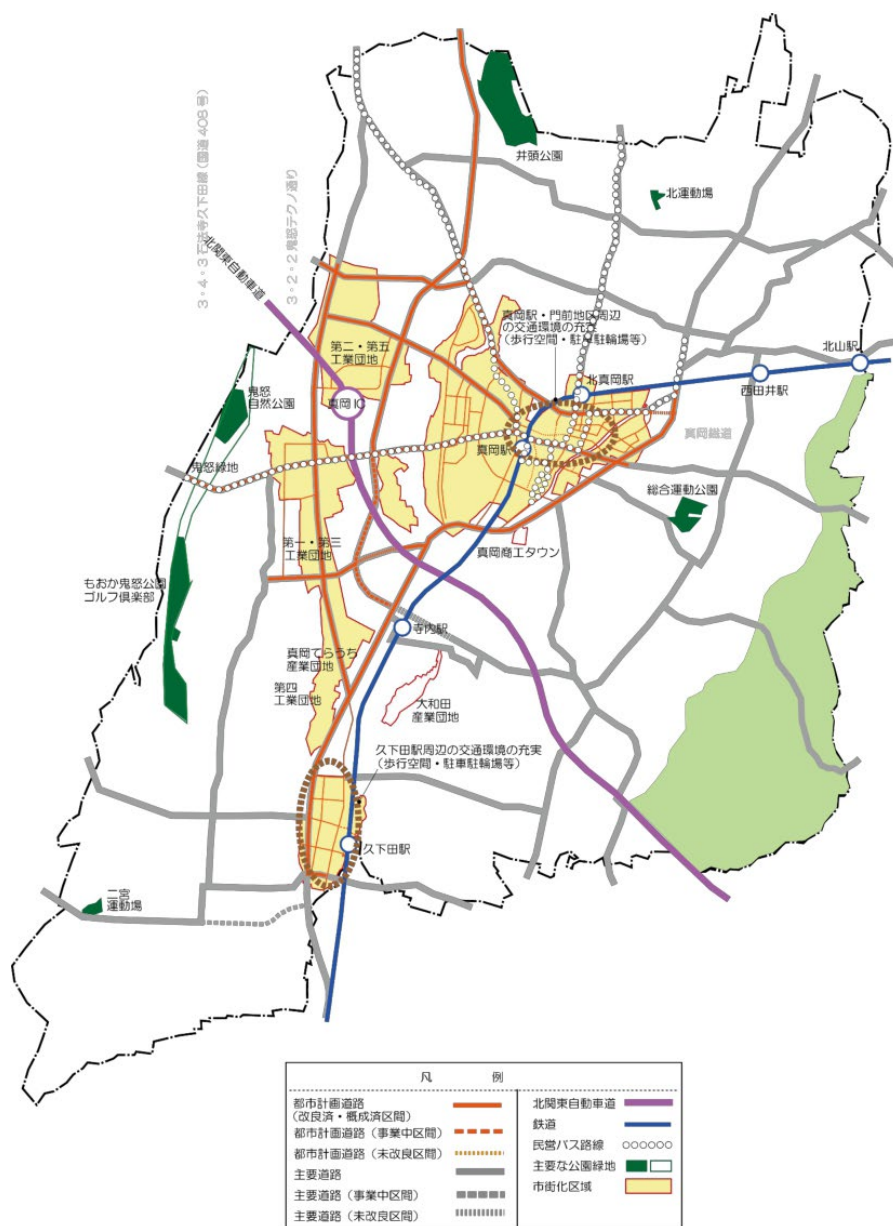 3・4・3石法寺久下田線(国道408号)
3・2・2鬼怒テクノ通り
北関東自動車道
井頭公園
北運動場
真岡駅・門前地区周辺
の交通環境の充実
(歩行空間・駐車駐輪場等)
第二・第五
工業団地
北山駅
西田井駅
北真岡駅
鬼怒
自然公園
真岡IC
真岡駅
真岡鐵道
鬼怒緑地
総合運動公園
第一・第三
工業団地
真岡商工タウン
もおか鬼怒公園
ゴルフ倶楽部
寺内駅
真岡てらうち
産業団地
第四
工業団地
大和田
産業団地
久下田駅周辺の交通環境の充実
(歩行空間・駐車駐輪場等)
久下田駅
二宮
運動場
凡 例
都市計画道路
(改良済・概成済区間)
都市計画道路(事業中区間)
都市計画道路(未改良区間)
主要道路
主要道路(事業中区間)
主要道路(未改良区間)
北関東自動車道
鉄道
民営バス路線
主要な公園緑地
市街化区域